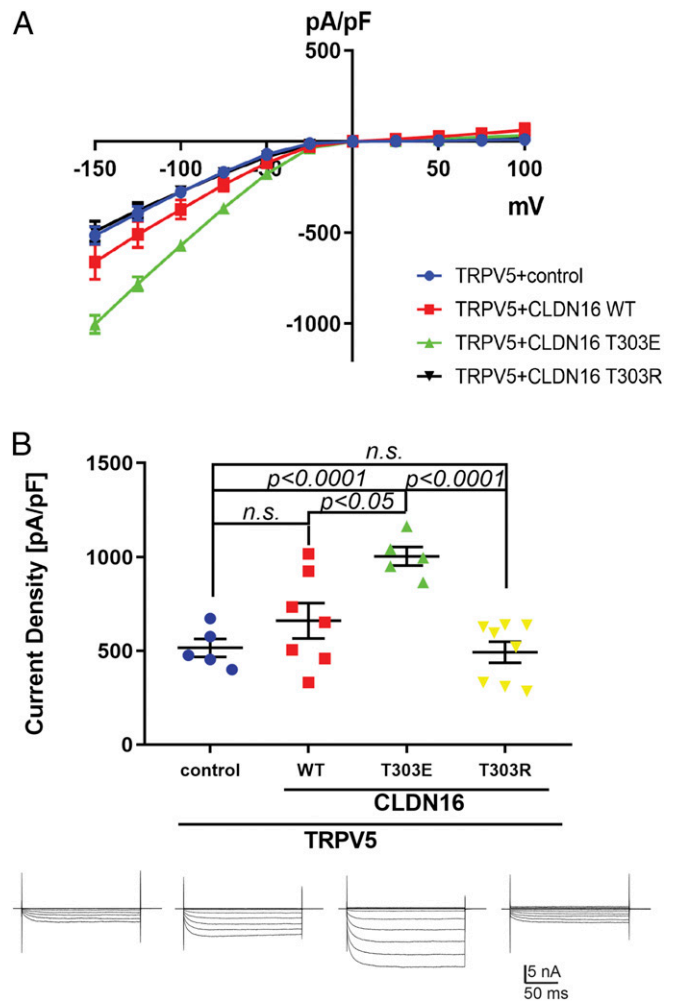 A
pA/pF
500
-150 -100 -50 50 100
mV
-500
-1000
TRPV5+control
TRPV5+CLDN16 WT
TRPV5+CLDN16 T303E
TRPV5+CLDN16 T303R
B
Current Density [pA/pF]
1500
1000
500
0
n.s.
p<0.0001 p<0.0001
p<0.05
n.s.
control WT T303E T303R
CLDN16
TRPV5
5 nA
50 ms